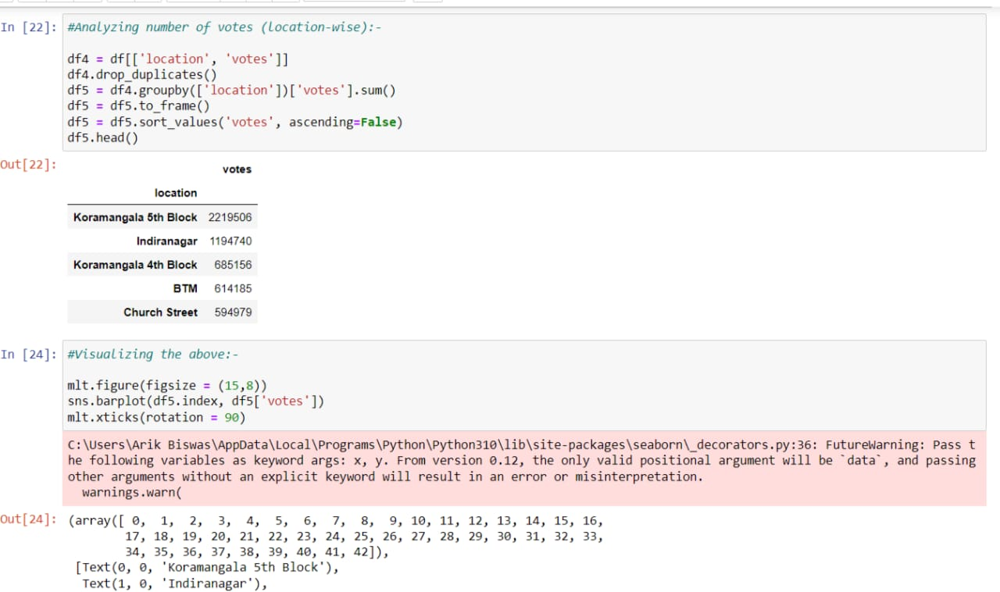 In [22]: #Analyzing number of votes (location-wise):-
df4 = df[['location', 'votes']]
df4.drop_duplicates()
df5 = df4.groupby(['location'])['votes'].sum()
df5 = df5.to_frame()
df5 = df5.sort_values('votes', ascending=False)
df5.head()
Out[22]:
votes
location
Koramangala 5th Block 2219506
Indiranagar 1194740
Koramangala 4th Block 685156
BTM 614185
Church Street 594979
In [24]: #Visualizing the above:-
mlt.figure(figsize = (15,8))
sns.barplot(df5.index, df5['votes'])
mlt.xticks(rotation = 90)
C:\Users\Arik Biswas\AppData\Local\Programs\Python\Python310\lib\site-packages\seaborn\_decorators.py:36: FutureWarning: Pass t
he following variables as keyword args: x, y. From version 0.12, the only valid positional argument will be `data`, and passing
other arguments without an explicit keyword will result in an error or misinterpretation.
warnings.warn(
Out[24]: (array([ 0, 1, 2, 3, 4, 5, 6, 7, 8, 9, 10, 11, 12, 13, 14, 15, 16,
17, 18, 19, 20, 21, 22, 23, 24, 25, 26, 27, 28, 29, 30, 31, 32, 33,
34, 35, 36, 37, 38, 39, 40, 41, 42]),
[Text(0, 0, 'Koramangala 5th Block'),
Text(1, 0, 'Indiranagar'),